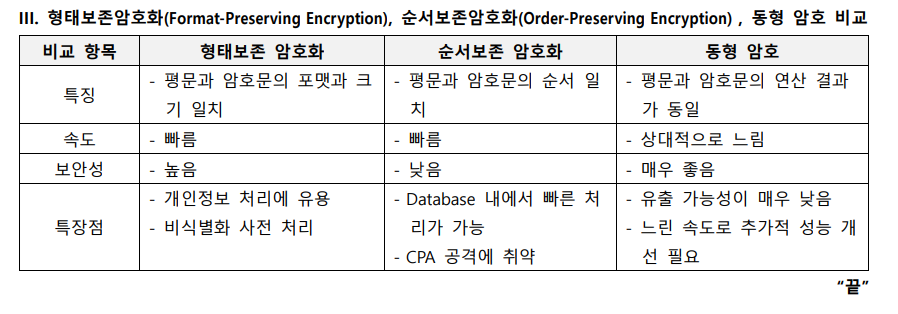 III. 형태보존암호화(Format-Preserving Encryption), 순서보존암호화(Order-Preserving Encryption) , 동형 암호 비교
비교 항목 형태보존 암호화 순서보존 암호화 동형 암호
특징
- 평문과 암호문의 포맷과 크
기 일치
- 평문과 암호문의 순서 일
치
- 평문과 암호문의 연산 결과
가 동일
속도 - 빠름 - 빠름 - 상대적으로 느림
보안성 - 높음 - 낮음 - 매우 좋음
특장점
- 개인정보 처리에 유용
- 비식별화 사전 처리
- Database 내에서 빠른 처
리가 가능
- CPA 공격에 취약
- 유출 가능성이 매우 낮음
- 느린 속도로 추가적 성능 개
선 필요
“끝”